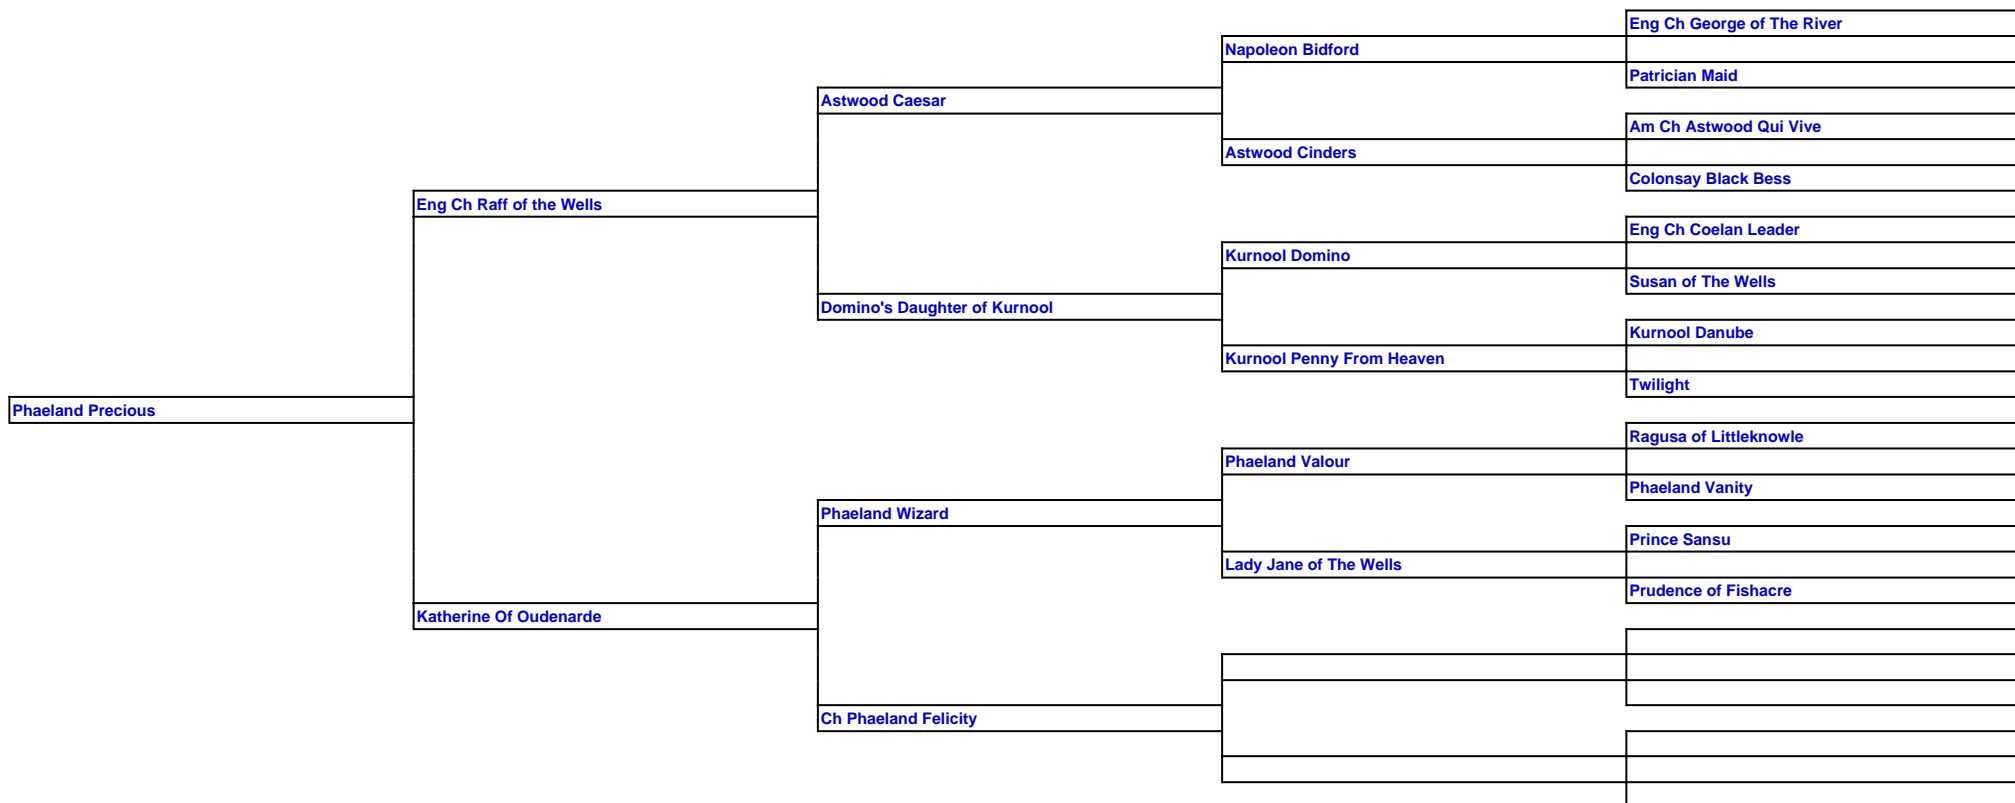 Eng Ch George of The River
Napoleon Bidford
Patrician Maid
Astwood Caesar
Am Ch Astwood Qui Vive
Astwood Cinders
Colonsay Black Bess
Eng Ch Raff of the Wells
Eng Ch Coelan Leader
Kurnool Domino
Susan of The Wells
Domino's Daughter of Kurnool
Kurnool Danube
Kurnool Penny From Heaven
Twilight
Phaeland Precious
Ragusa of Littleknowle
Phaeland Valour
Phaeland Vanity
Phaeland Wizard
Prince Sansu
Lady Jane of The Wells
Prudence of Fishacre
Katherine Of Oudenarde
Ch Phaeland Felicity